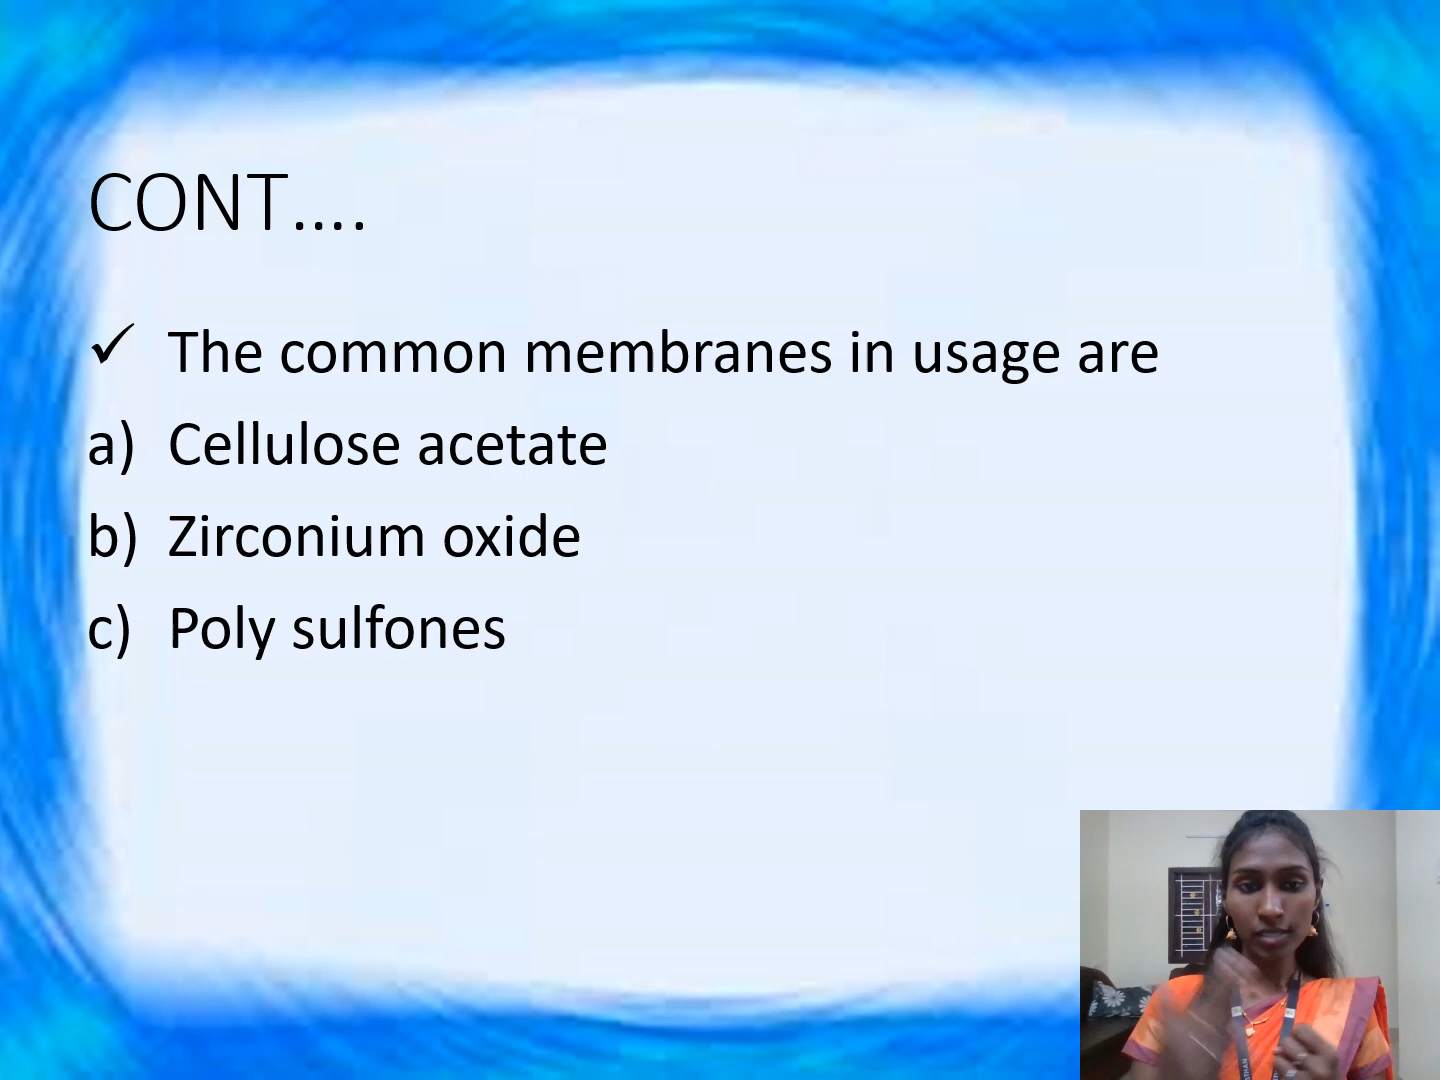 CONT....
✓ The common membranes in usage are
a) Cellulose acetate
b) Zirconium oxide
c) Poly sulfones